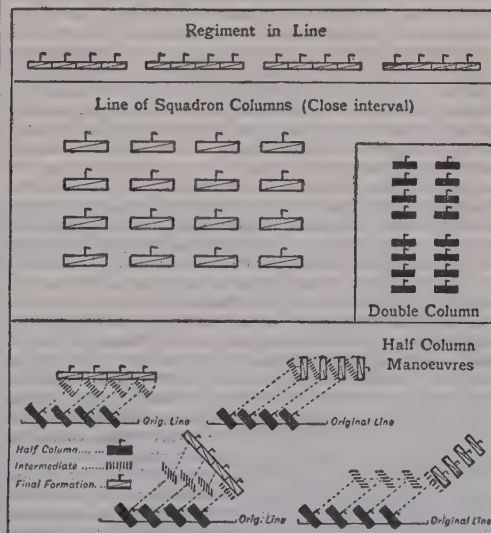 Regiment in Line
Line of Squadron Columns (Close interval)
Double Column
Half Column
Manoeuvres
Orig. Line
Original Line
Half Column.....
Intermediate......
Final Formation...
Orig. Line
Original Line